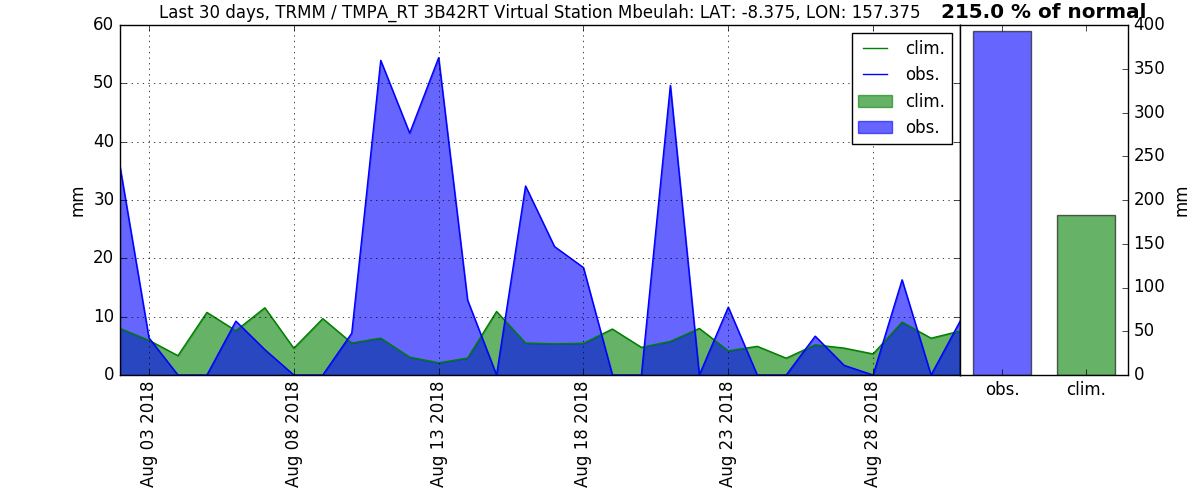 Last 30 days, TRMM / TMPA_RT 3B42RT Virtual Station Mbeulah: LAT: -8.375, LON: 157.375
215.0 % of normal
60
50
40
30
20
10
0
mm
clim.
obs.
clim.
obs.
400
350
300
250
200
150
100
50
0
mm
Aug 03 2018
Aug 08 2018
Aug 13 2018
Aug 18 2018
Aug 23 2018
Aug 28 2018
obs.
clim.